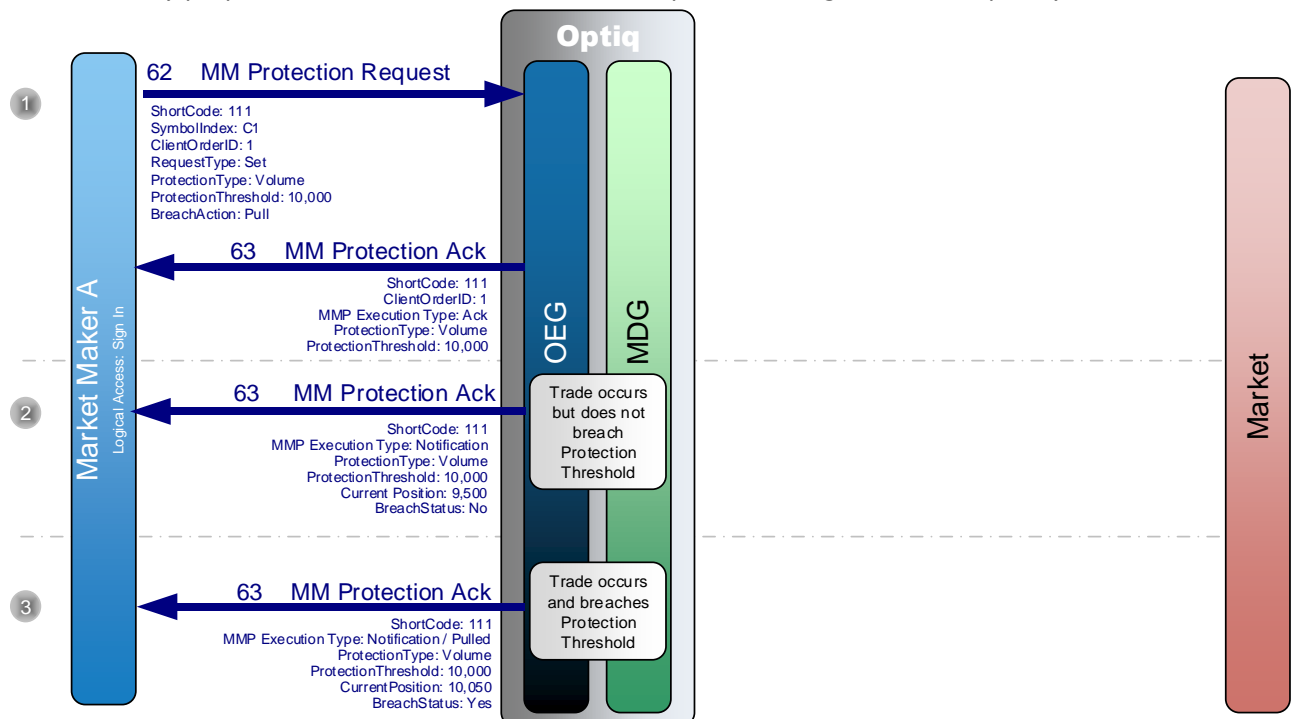 Optiq
1
62 MM Protection Request
ShortCode: 111
SymbolIndex: C1
ClientOrderID: 1
RequestType: Set
ProtectionType: Volume
ProtectionThreshold: 10,000
BreachAction: Pull
63 MM Protection Ack
ShortCode: 111
ClientOrderID: 1
MMP Execution Type: Ack
ProtectionType: Volume
ProtectionThreshold: 10,000
Market Maker A
Logical Access: Sign In
OEG
MDG
Market
2
63 MM Protection Ack
ShortCode: 111
MMP Execution Type: Notification
ProtectionType: Volume
ProtectionThreshold: 10,000
Current Position: 9,500
BreachStatus: No
Trade occurs
but does not
breach
Protection
Threshold
3
63 MM Protection Ack
ShortCode: 111
MMP Execution Type: Notification / Pulled
ProtectionType: Volume
ProtectionThreshold: 10,000
CurrentPosition: 10,050
BreachStatus: Yes
Trade occurs
and breaches
Protection
Threshold